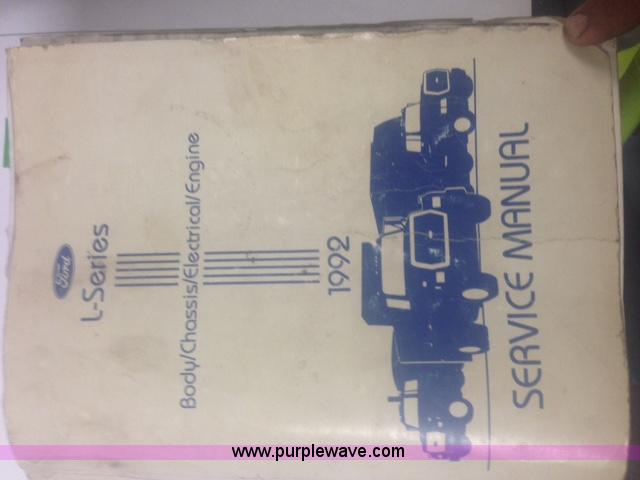 Ford
L-Series
Body/Chassis/Electrical/Engine
1992
SERVICE MANUAL
www.purplewave.com